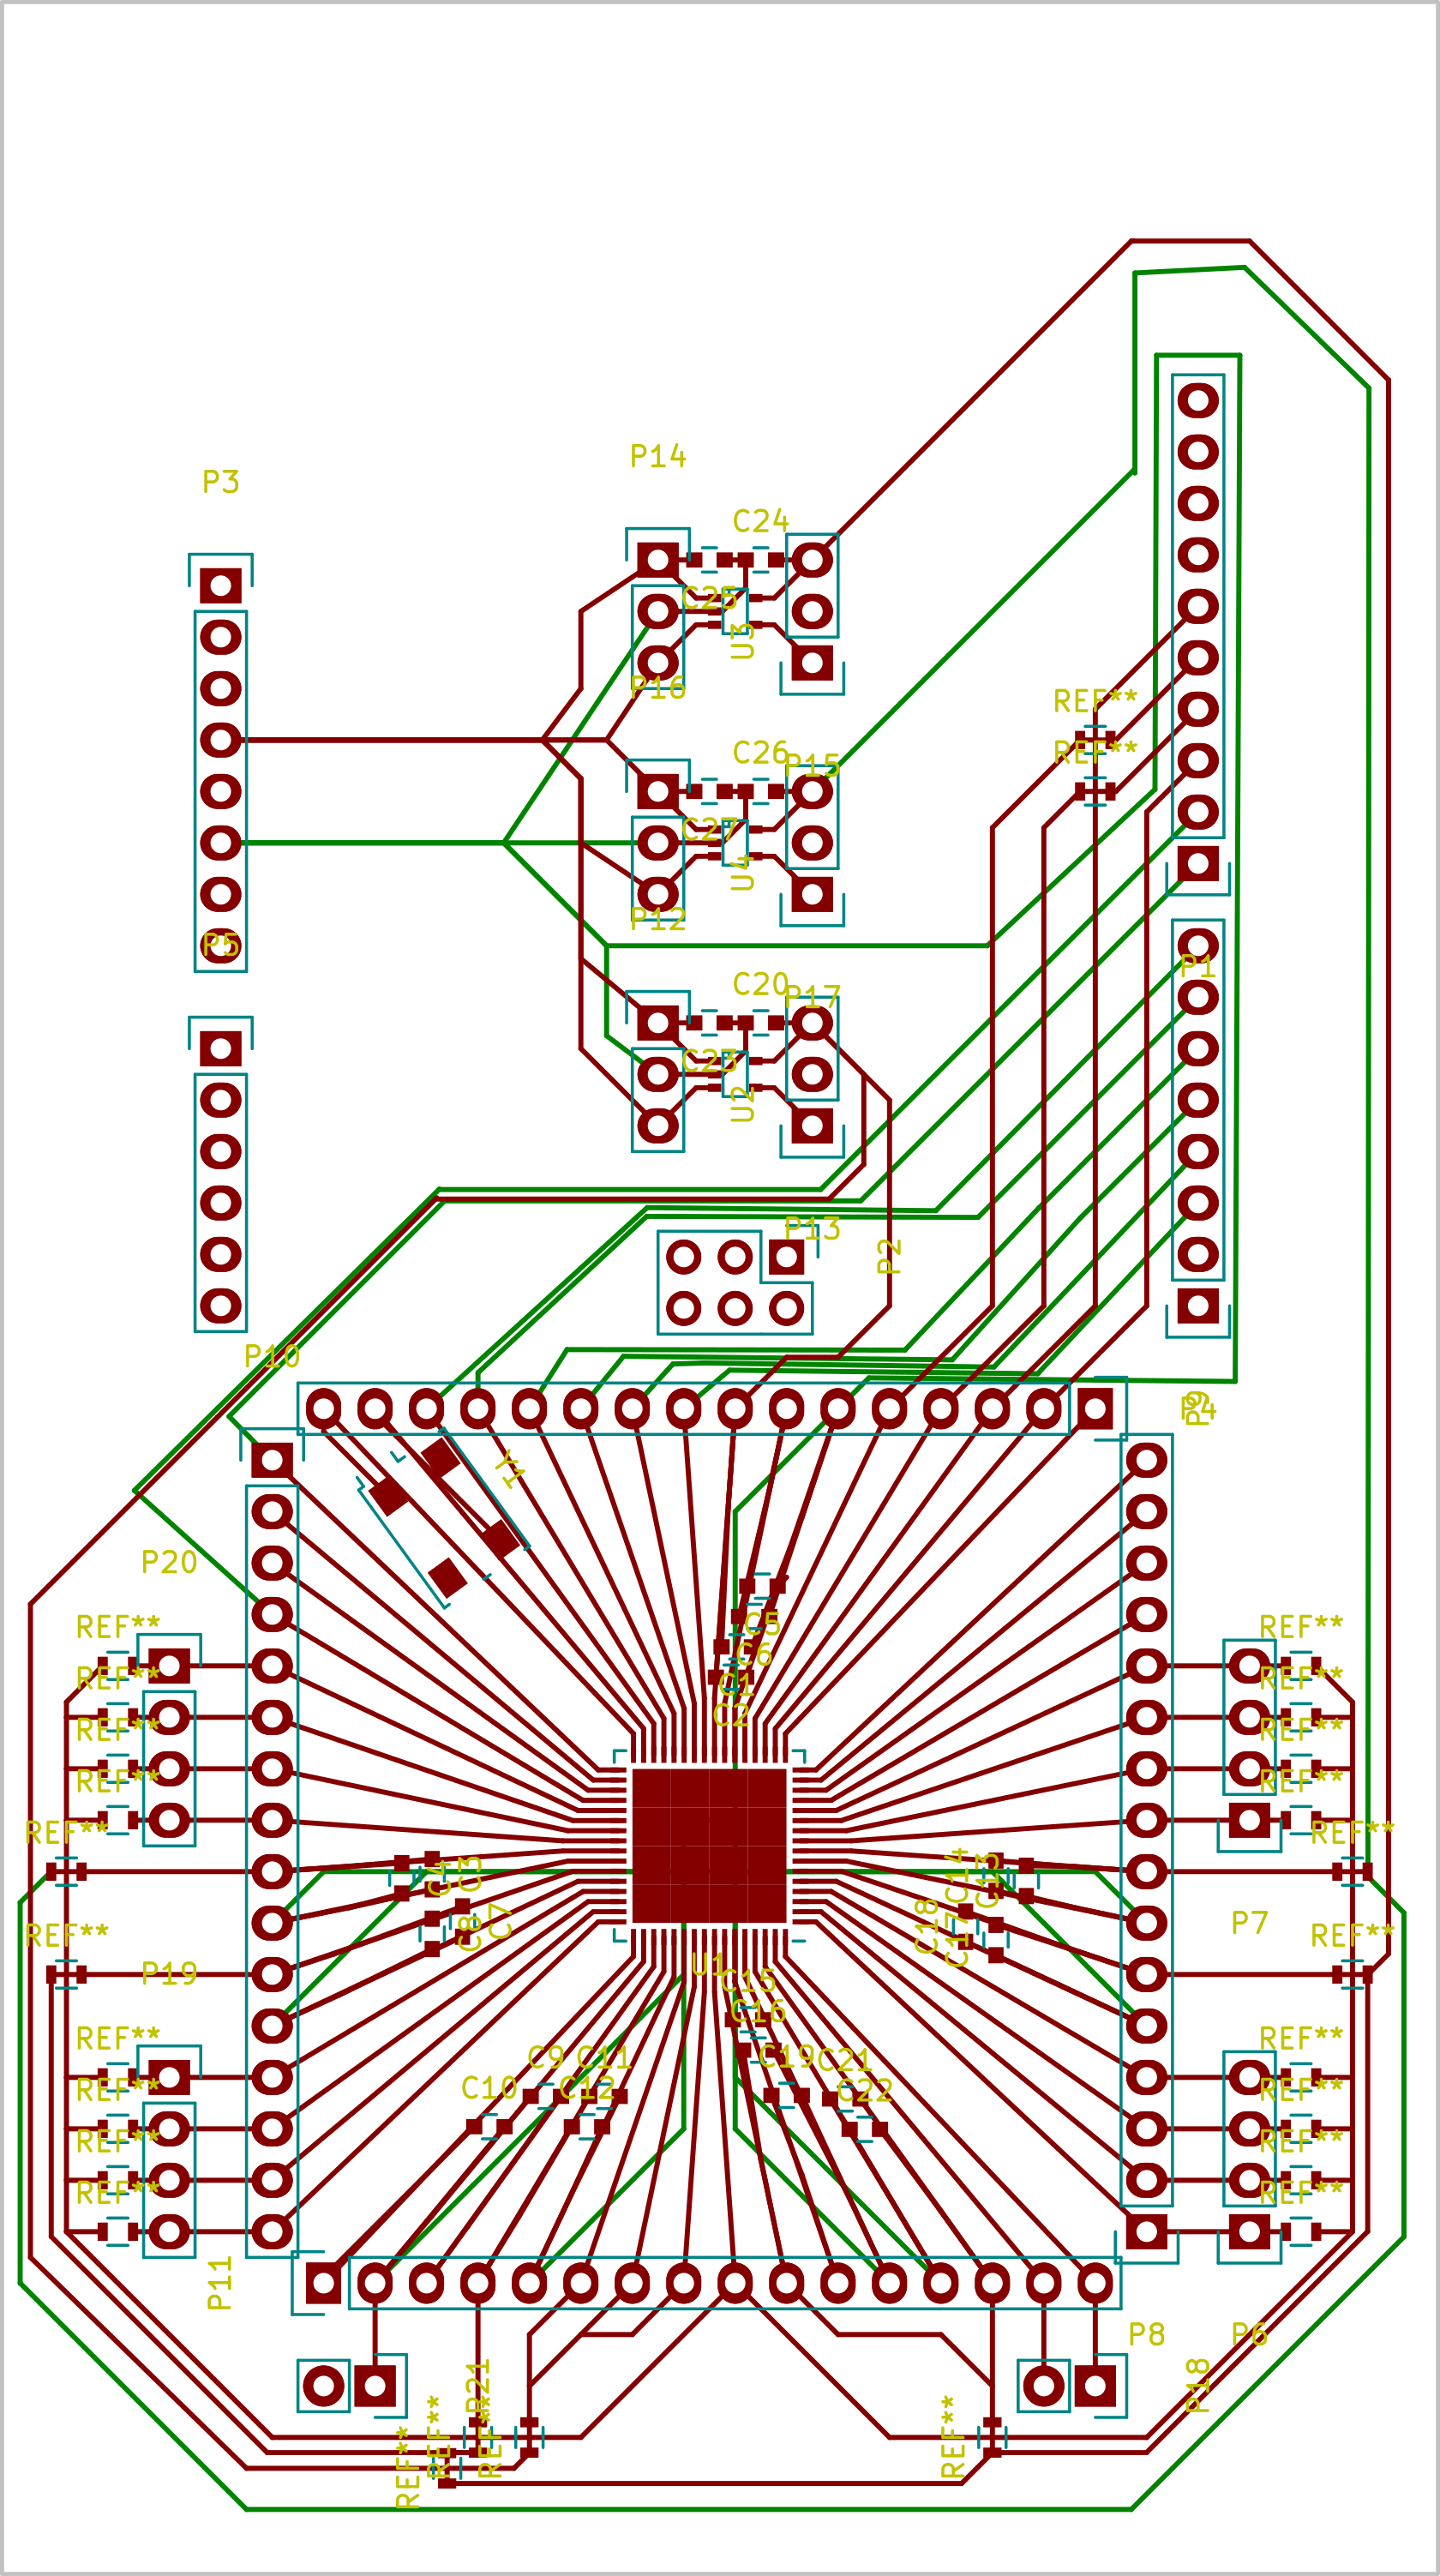 P14
P3
C24
C25
U3
P16
REF**
REF**
C26
P15
C27
U4
P12
P5
P1
C20
P17
C23
U2
P13
P2
P10
P4
P9
Y1
P20
REF**
REF**
REF**
REF**
REF**
REF**
C5
C6
C1
C2
REF**
REF**
REF**
REF**
REF**
REF**
C4
C3
C8
C7
C14
C13
C18
C17
P7
P19
U1
C15
C16
REF**
REF**
REF**
REF**
C9
C11
C10
C12
C19
C21
C22
REF**
REF**
REF**
REF**
P11
P8
P6
P21
P18
REF**
REF**
REF**
REF**